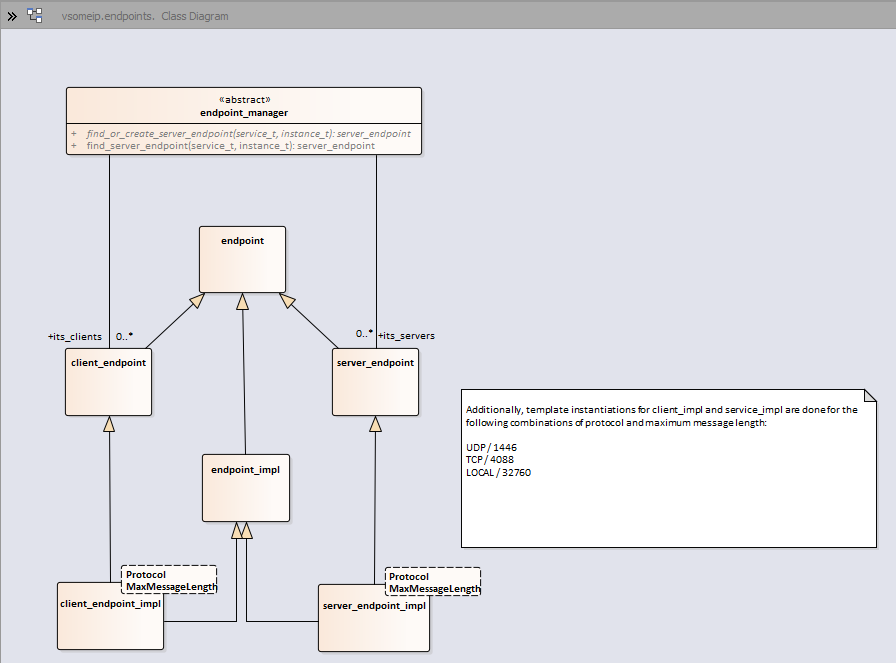 vsomeip.endpoints. Class Diagram
«abstract»
endpoint_manager
+ find_or_create_server_endpoint(service_t, instance_t): server_endpoint
+ find_server_endpoint(service_t, instance_t): server_endpoint
endpoint
+its_clients 0..*
0..* +its_servers
client_endpoint
server_endpoint
Additionally, template instantiations for client_impl and service_impl are done for the
following combinations of protocol and maximum message length:
UDP / 1446
TCP / 4088
LOCAL / 32760
endpoint_impl
Protocol
MaxMessageLength
client_endpoint_impl
Protocol
MaxMessageLength
server_endpoint_impl